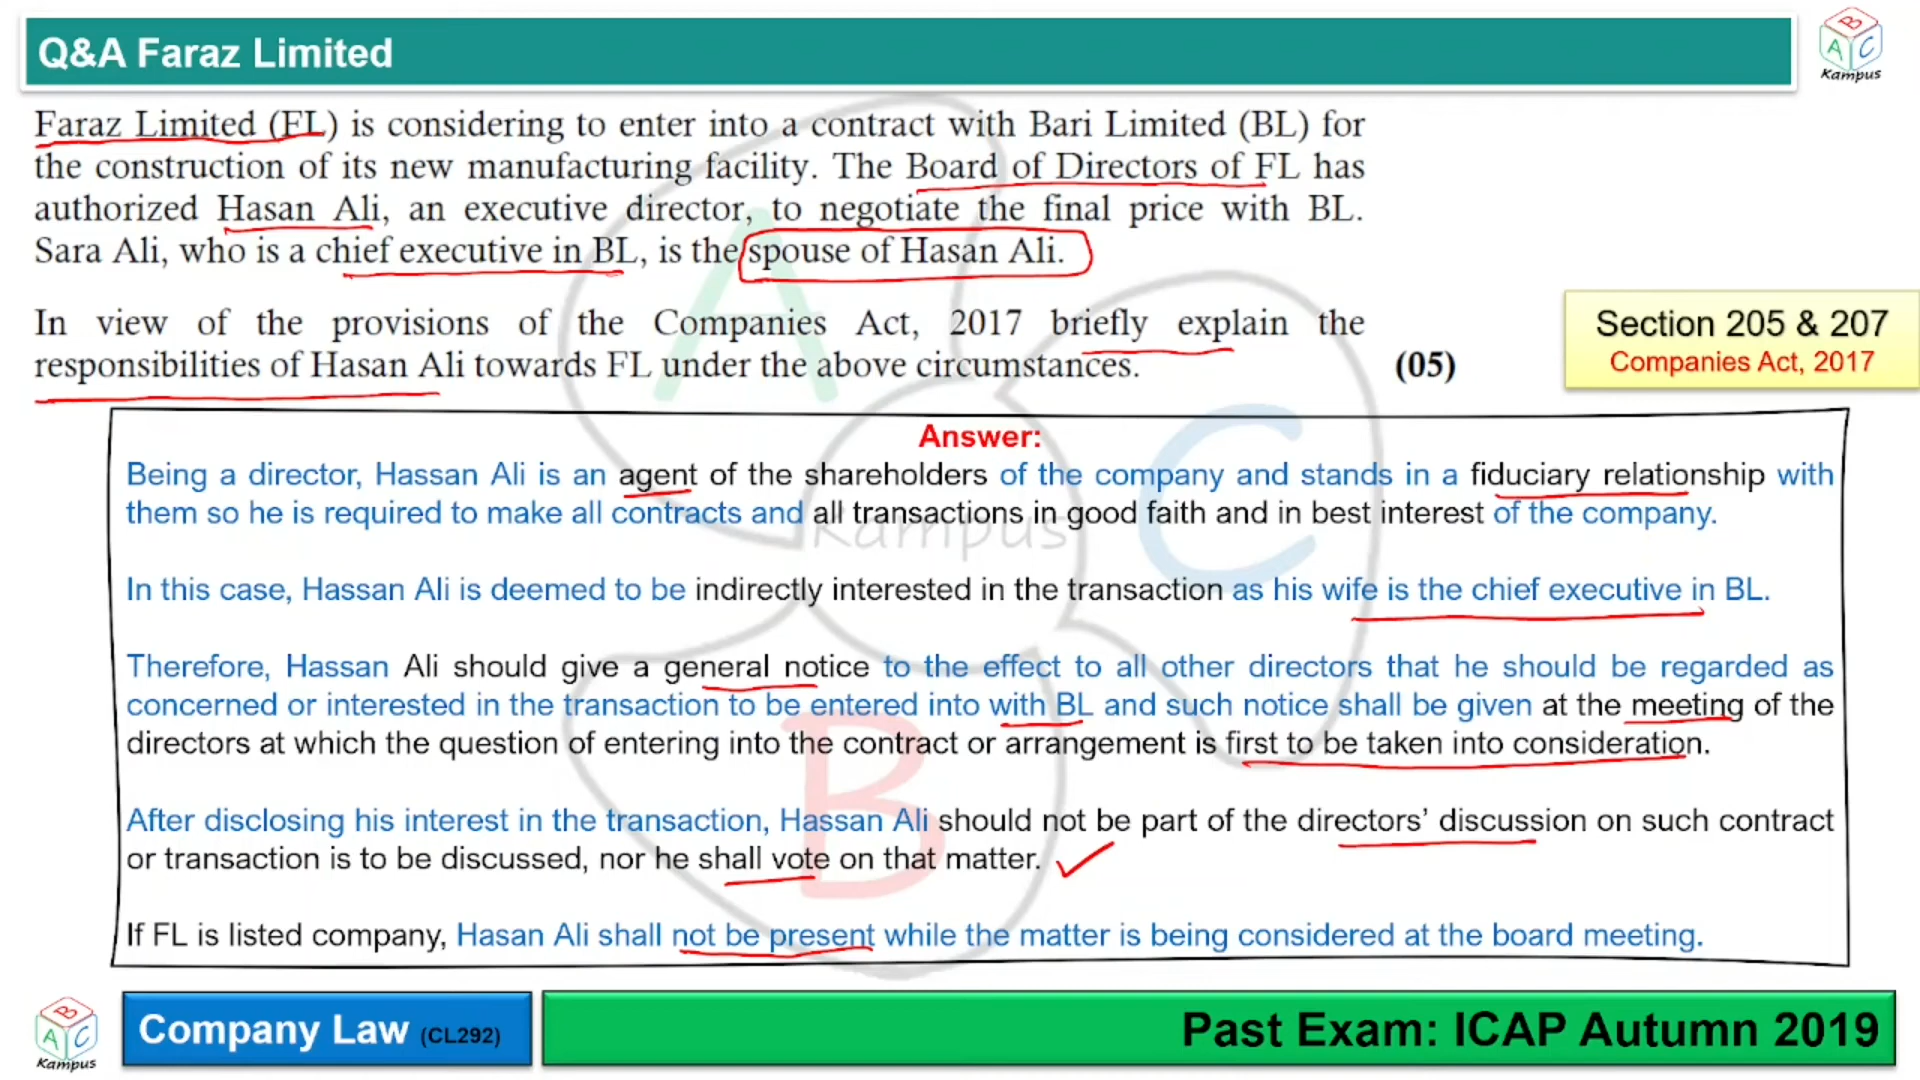 Q&A Faraz Limited
B
A C
Kampus
Faraz Limited (FL) is considering to enter into a contract with Bari Limited (BL) for
the construction of its new manufacturing facility. The Board of Directors of FL has
authorized Hasan Ali, an executive director, to negotiate the final price with BL.
Sara Ali, who is a chief executive in BL, is the spouse of Hasan Ali.
In view of the provisions of the Companies Act, 2017 briefly explain the
responsibilities of Hasan Ali towards FL under the above circumstances. (05)
Section 205 & 207
Companies Act, 2017
Answer:
Being a director, Hassan Ali is an agent of the shareholders of the company and stands in a fiduciary relationship with
them so he is required to make all contracts and all transactions in good faith and in best interest of the company.
In this case, Hassan Ali is deemed to be indirectly interested in the transaction as his wife is the chief executive in BL.
Therefore, Hassan Ali should give a general notice to the effect to all other directors that he should be regarded as
concerned or interested in the transaction to be entered into with BL and such notice shall be given at the meeting of the
directors at which the question of entering into the contract or arrangement is first to be taken into consideration.
After disclosing his interest in the transaction, Hassan Ali should not be part of the directors' discussion on such contract
or transaction is to be discussed, nor he shall vote on that matter.
If FL is listed company, Hasan Ali shall not be present while the matter is being considered at the board meeting.
A
C
Kampus
B
B
A C
Kampus
Company Law (CL292)
Past Exam: ICAP Autumn 2019